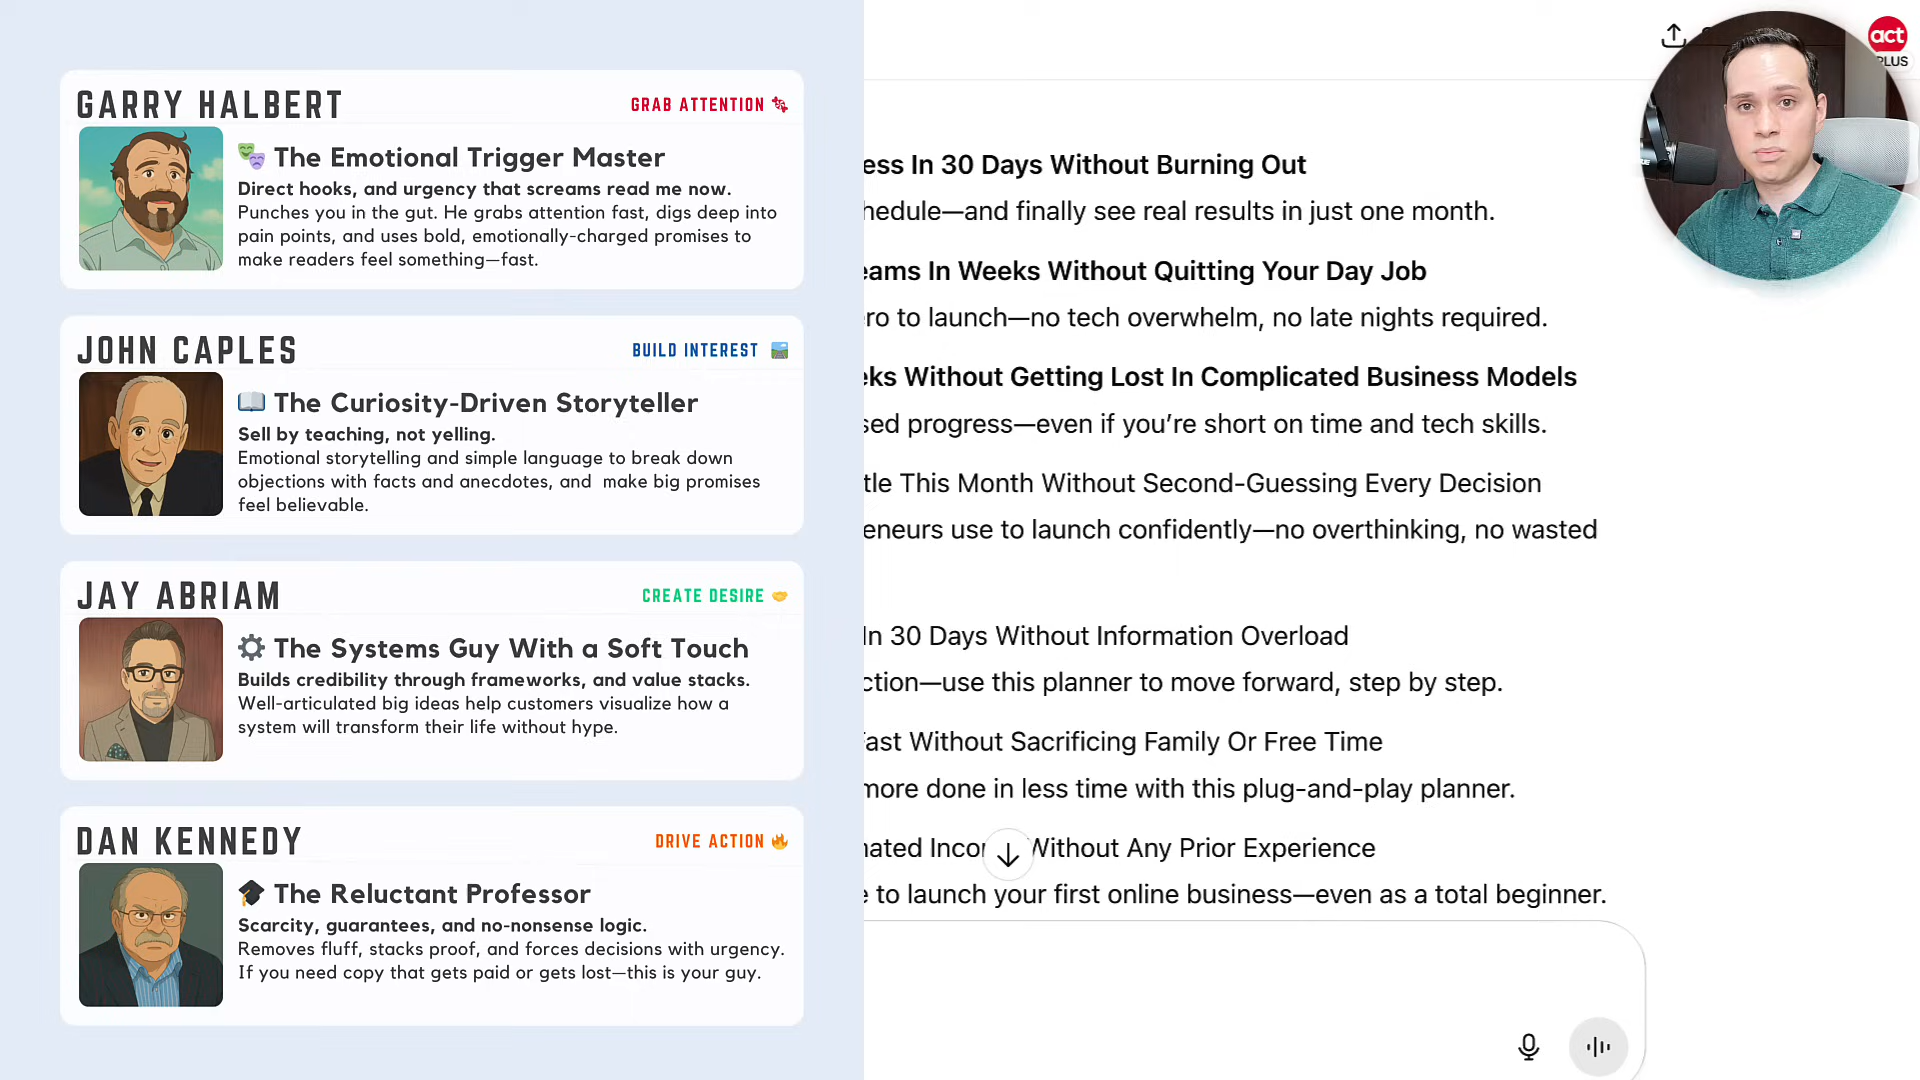 GARRY HALBERT
GRAB ATTENTION
The Emotional Trigger Master
Direct hooks, and urgency that screams read me now.
Punches you in the gut. He grabs attention fast, digs deep into
pain points, and uses bold, emotionally-charged promises to
make readers feel something—fast.
JOHN CAPLES
BUILD INTEREST
The Curiosity-Driven Storyteller
Sell by teaching, not yelling.
Emotional storytelling and simple language to break down
objections with facts and anecdotes, and make big promises
feel believable.
JAY ABRIAM
CREATE DESIRE
The Systems Guy With a Soft Touch
Builds credibility through frameworks, and value stacks.
Well-articulated big ideas help customers visualize how a
system will transform their life without hype.
DAN KENNEDY
DRIVE ACTION
The Reluctant Professor
Scarcity, guarantees, and no-nonsense logic.
Removes fluff, stacks proof, and forces decisions with urgency.
If you need copy that gets paid or gets lost—this is your guy.
act
PLUS
ess In 30 Days Without Burning Out
hedule—and finally see real results in just one month.
eams In Weeks Without Quitting Your Day Job
ro to launch—no tech overwhelm, no late nights required.
eks Without Getting Lost In Complicated Business Models
sed progress—even if you’re short on time and tech skills.
tle This Month Without Second-Guessing Every Decision
eneurs use to launch confidently—no overthinking, no wasted
In 30 Days Without Information Overload
ction—use this planner to move forward, step by step.
Fast Without Sacrificing Family Or Free Time
more done in less time with this plug-and-play planner.
nated Incom Without Any Prior Experience
e to launch your first online business—even as a total beginner.